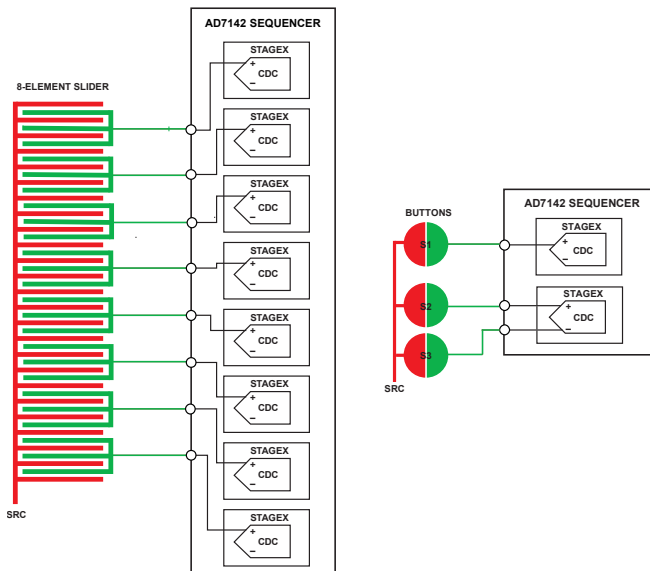 AD7142 SEQUENCER
8-ELEMENT SLIDER
STAGEX
+
CDC
−
STAGEX
+
CDC
−
STAGEX
+
CDC
−
STAGEX
+
CDC
−
STAGEX
+
CDC
−
STAGEX
+
CDC
−
STAGEX
+
CDC
−
STAGEX
+
CDC
−
SRC
AD7142 SEQUENCER
BUTTONS
S1
S2
S3
SRC
STAGEX
+
CDC
−
STAGEX
+
CDC
−